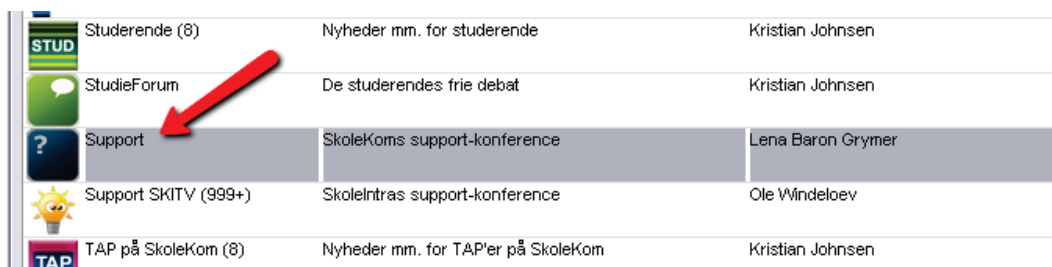 STUD Studerende (8) Nyheder mm. for studerende Kristian Johnsen
StudieForum De studerendes frie debat Kristian Johnsen
? Support SkoleKoms support-konference Lena Baron Grymer
Support SKITV (999+) SkoleIntras support-konference Ole Windeloev
TAP TAP på SkoleKom (8) Nyheder mm. for TAP'er på SkoleKom Kristian Johnsen